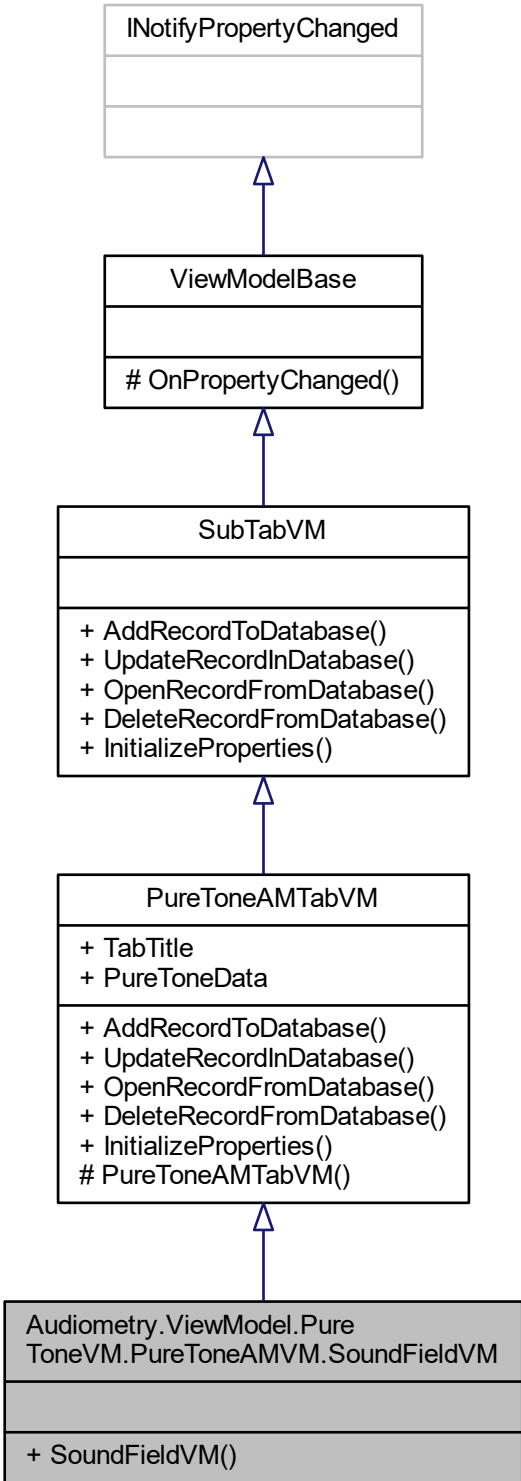 INotifyPropertyChanged
ViewModelBase
# OnPropertyChanged()
SubTabVM
+ AddRecordToDatabase()
+ UpdateRecordInDatabase()
+ OpenRecordFromDatabase()
+ DeleteRecordFromDatabase()
+ InitializeProperties()
PureToneAMTabVM
+ TabTitle
+ PureToneData
+ AddRecordToDatabase()
+ UpdateRecordInDatabase()
+ OpenRecordFromDatabase()
+ DeleteRecordFromDatabase()
+ InitializeProperties()
# PureToneAMTabVM()
Audiometry.ViewModel.Pure
ToneVM.PureToneAMVM.SoundFieldVM
+ SoundFieldVM()